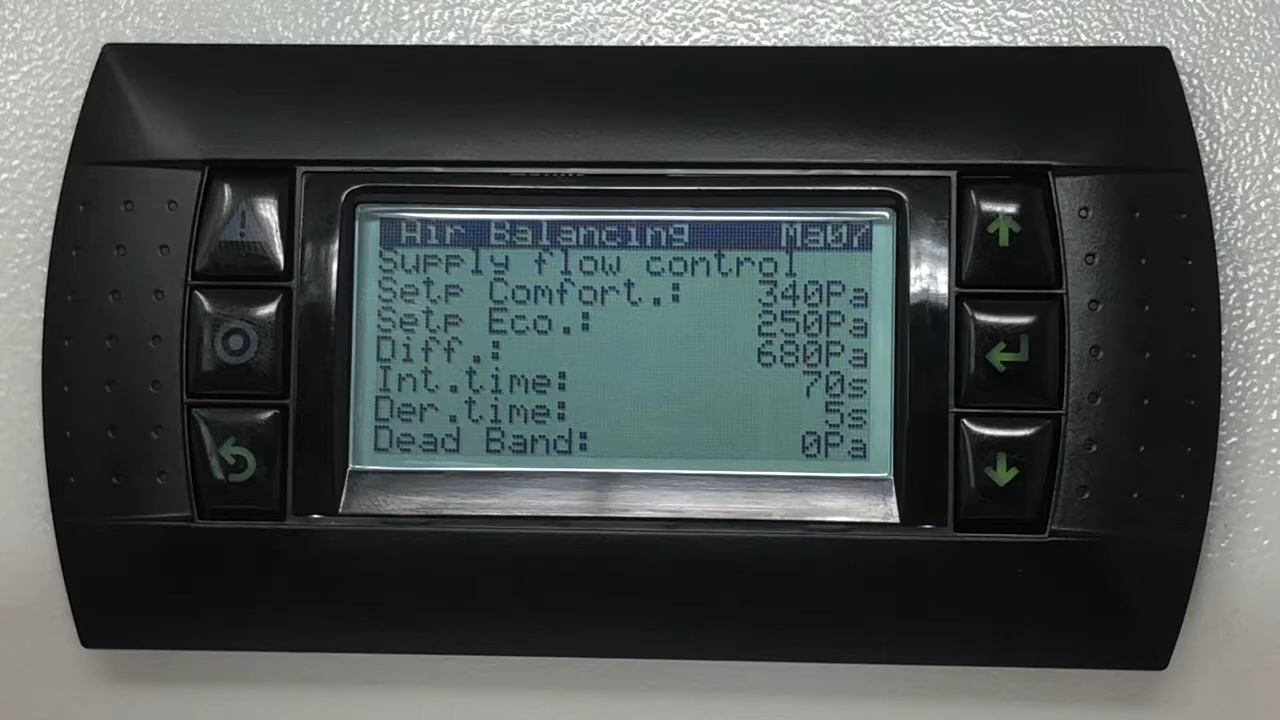 Air Balancing Ma07
Supply flow control
Setp Comfort.: 340Pa
Setp Eco.: 250Pa
Diff.: 680Pa
Int.time: 70s
Der.time: 5s
Dead Band: 0Pa